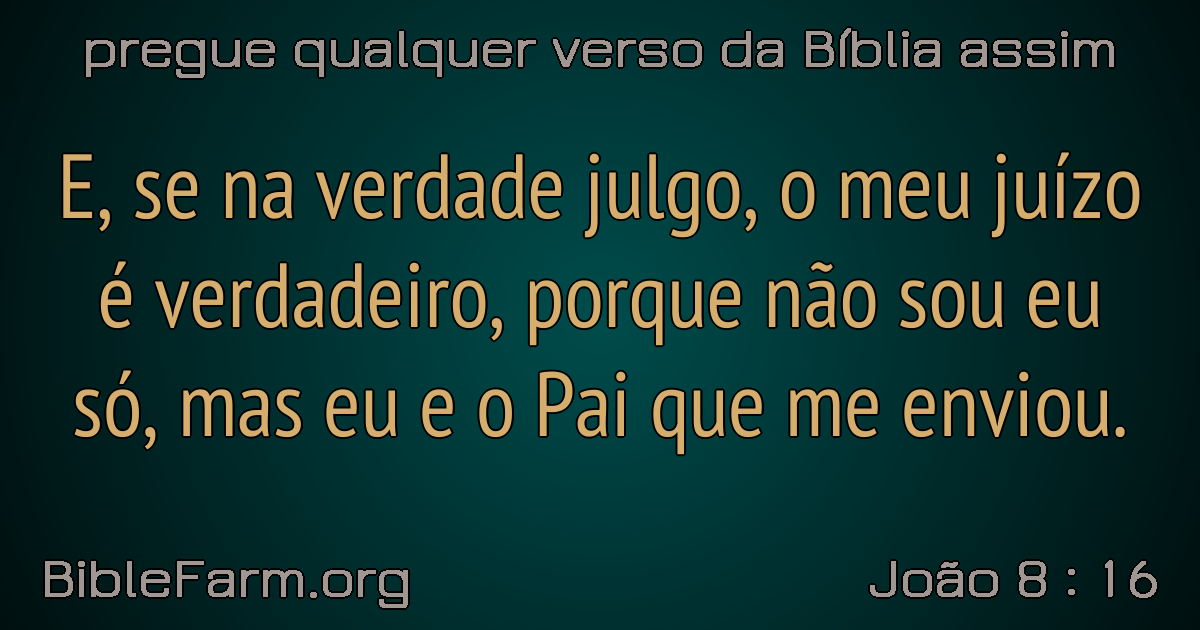 pregue qualquer verso da Bíblia assim
E, se na verdade julgo, o meu juízo
é verdadeiro, porque não sou eu
só, mas eu e o Pai que me enviou.
BibleFarm.org
João 8 : 16